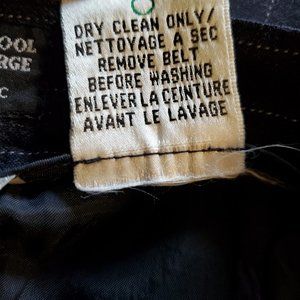 OOL
RGE
C
DRY CLEAN ONLY/
NETTOYAGE A SEC
REMOVE BELT
BEFORE WASHING
ENLEVER LA CEINTURE
AVANT LE LAVAGE